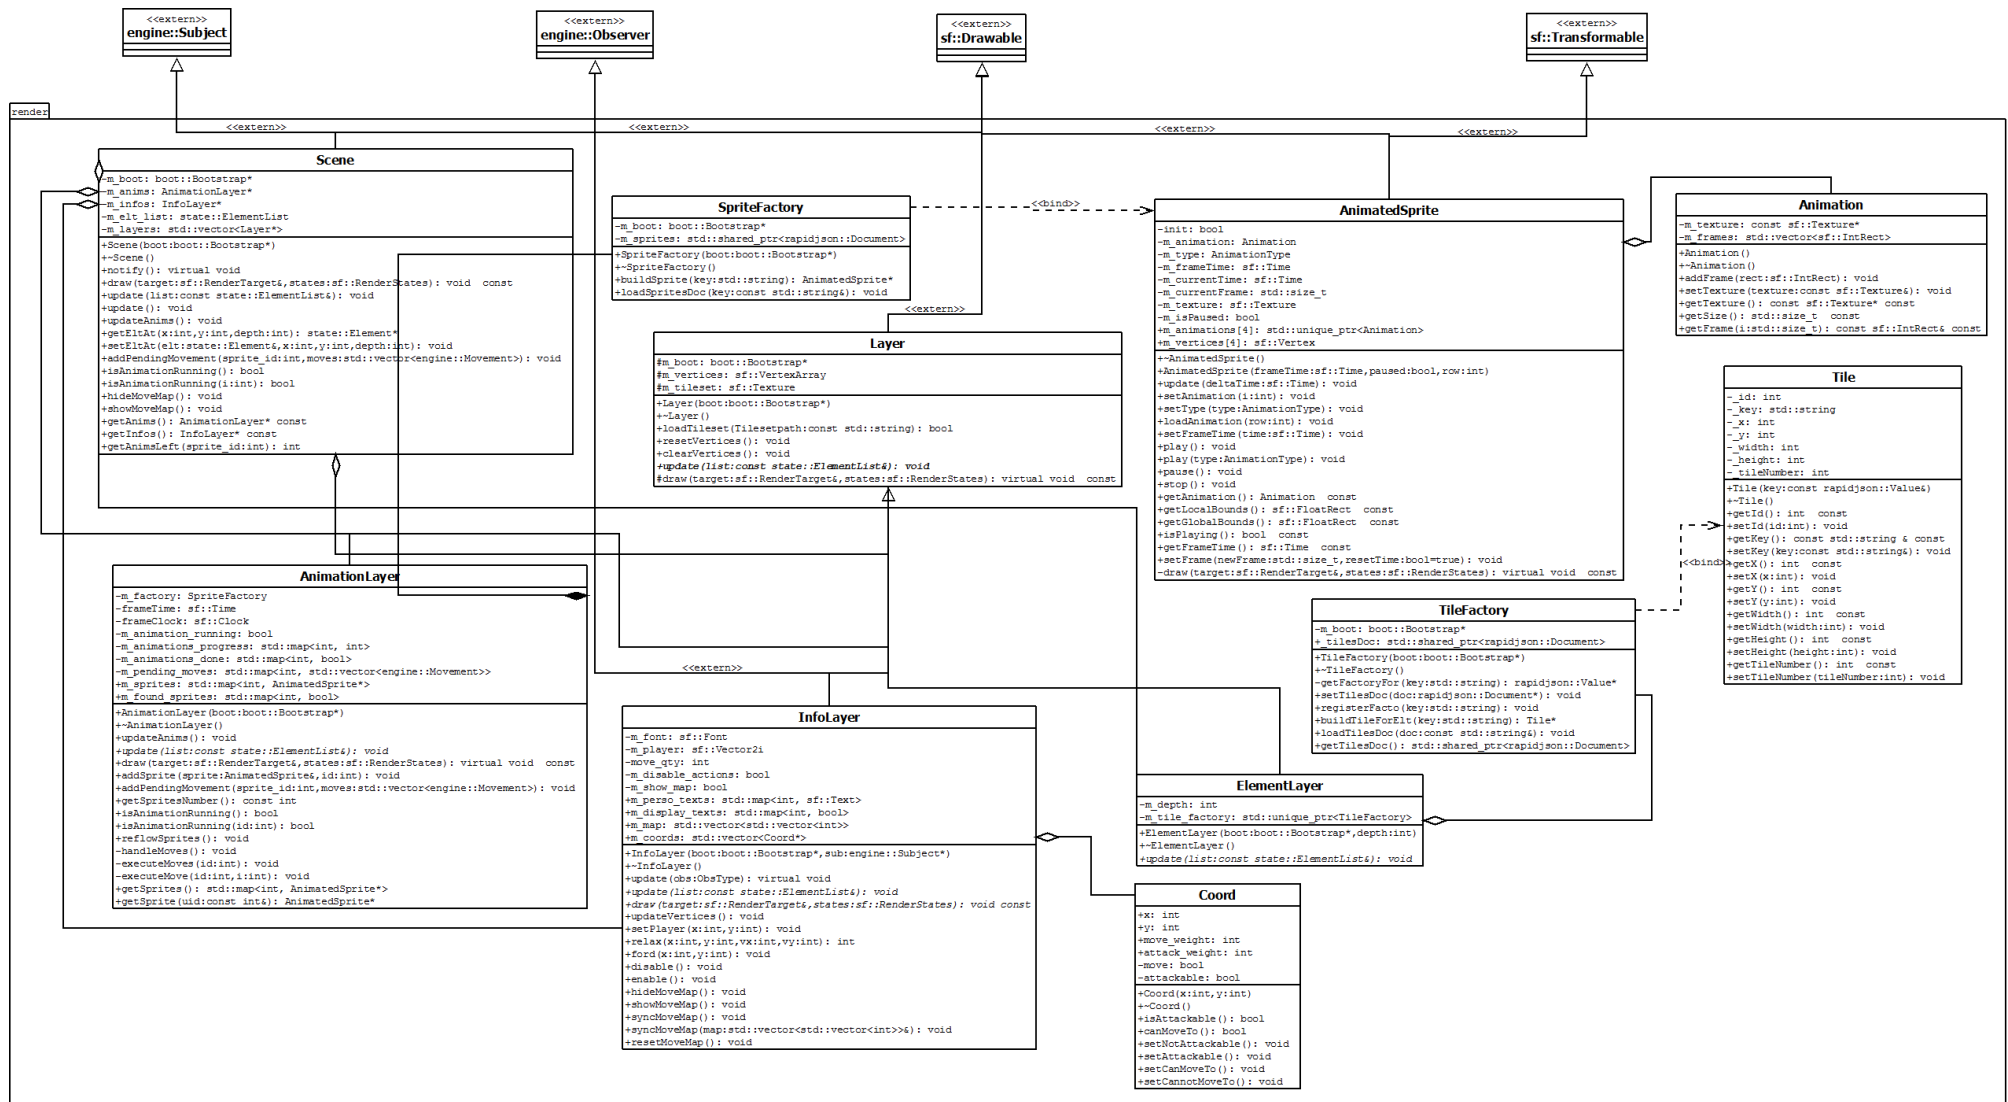 <<extern>>
engine::Subject
<<extern>>
engine::Observer
<<extern>>
sf::Drawable
<<extern>>
sf::Transformable
render
<<extern>>
<<extern>>
<<extern>>
<<extern>>
Scene
-m_boot: boot::Bootstrap*
-m_anims: AnimationLayer*
-m_infos: InfoLayer*
-m_elt_list: state::ElementList
-m_layers: std::vector<Layer*>
+Scene(boot:boot::Bootstrap*)
+~Scene()
+notify(): virtual void
+draw(target:sf::RenderTarget&,states:sf::RenderStates): void const
+update(list:const state::ElementList&): void
+update(): void
+updateAnims(): void
+getEltAt(x:int,y:int,depth:int): state::Element*
+setEltAt(elt:state::Element&,x:int,y:int,depth:int): void
+addPendingMovement(sprite_id:int,moves:std::vector<engine::Movement>): void
+isAnimationRunning(): bool
+isAnimationRunning(i:int): bool
+hideMoveMap(): void
+showMoveMap(): void
+getAnims(): AnimationLayer* const
+getInfos(): InfoLayer* const
+getAnimsLeft(sprite_id:int): int
SpriteFactory
-m_boot: boot::Bootstrap*
-m_sprites: std::shared_ptr<rapidjson::Document>
+SpriteFactory(boot:boot::Bootstrap*)
+~SpriteFactory()
+buildSprite(key:std::string): AnimatedSprite*
+loadSpritesDoc(key:const std::string&): void
<<bind>>
<<extern>>
Layer
#m_boot: boot::Bootstrap*
#m_vertices: sf::VertexArray
#m_tileset: sf::Texture
+Layer(boot:boot::Bootstrap*)
+~Layer()
+loadTileset(Tilesetpath:const std::string): bool
+resetVertices(): void
+clearVertices(): void
+update(list:const state::ElementList&): void
#draw(target:sf::RenderTarget&,states:sf::RenderStates): virtual void const
AnimatedSprite
-init: bool
-m_animation: Animation
-m_type: AnimationType
-m_frameTime: sf::Time
-m_currentTime: sf::Time
-m_currentFrame: std::size_t
-m_texture: sf::Texture
-m_isPaused: bool
+m_animations[4]: std::unique_ptr<Animation>
+m_vertices[4]: sf::Vertex
+~AnimatedSprite()
+AnimatedSprite(frameTime:sf::Time,paused:bool,row:int)
+update(deltaTime:sf::Time): void
+setAnimation(i:int): void
+setType(type:AnimationType): void
+loadAnimation(row:int): void
+setFrameTime(time:sf::Time): void
+play(): void
+play(type:AnimationType): void
+pause(): void
+stop(): void
+getAnimation(): Animation const
+getLocalBounds(): sf::FloatRect const
+getGlobalBounds(): sf::FloatRect const
+isPlaying(): bool const
+getFrameTime(): sf::Time const
+setFrame(newFrame:std::size_t,resetTime:bool=true): void
-draw(target:sf::RenderTarget&,states:sf::RenderStates): virtual void const
Animation
-m_texture: const sf::Texture*
-m_frames: std::vector<sf::IntRect>
+Animation()
+~Animation()
+addFrame(rect:sf::IntRect): void
+setTexture(texture:const sf::Texture&): void
+getTexture(): const sf::Texture* const
+getSize(): std::size_t const
+getFrame(i:std::size_t): const sf::IntRect& const
Tile
-_id: int
-_key: std::string
-_x: int
-_y: int
-_width: int
-_height: int
-_tileNumber: int
+Tile(key:const rapidjson::Value&)
+~Tile()
+getId(): int const
+setId(id:int): void
+getKey(): const std::string & const
+setKey(key:const std::string&): void
+getX(): int const
+setX(x:int): void
+getY(): int const
+setY(y:int): void
+getWidth(): int const
+setWidth(width:int): void
+getHeight(): int const
+setHeight(height:int): void
+getTileNumber(): int const
+setTileNumber(tileNumber:int): void
<<bind>>
AnimationLayer
-m_factory: SpriteFactory
-frameTime: sf::Time
-frameClock: sf::Clock
-m_animation_running: bool
-m_animations_progress: std::map<int, int>
-m_animations_done: std::map<int, bool>
-m_pending_moves: std::map<int, std::vector<engine::Movement>>
+m_sprites: std::map<int, AnimatedSprite*>
+m_found_sprites: std::map<int, bool>
+AnimationLayer(boot:boot::Bootstrap*)
+~AnimationLayer()
+updateAnims(): void
+update(list:const state::ElementList&): void
+draw(target:sf::RenderTarget&,states:sf::RenderStates): virtual void const
+addSprite(sprite:AnimatedSprite&,id:int): void
+addPendingMovement(sprite_id:int,moves:std::vector<engine::Movement>): void
+getSpritesNumber(): const int
+isAnimationRunning(): bool
+isAnimationRunning(id:int): bool
+reflowSprites(): void
-handleMoves(): void
-executeMoves(id:int): void
-executeMove(id:int,i:int): void
+getSprites(): std::map<int, AnimatedSprite*>
+getSprite(uid:const int&): AnimatedSprite*
<<extern>>
TileFactory
-m_boot: boot::Bootstrap*
+_tilesDoc: std::shared_ptr<rapidjson::Document>
+TileFactory(boot:boot::Bootstrap*)
+~TileFactory()
-getFactoryFor(key:std::string): rapidjson::Value*
+setTilesDoc(doc:rapidjson::Document*): void
+registerFacto(key:std::string): void
+buildTileForElt(key:std::string): Tile*
+loadTilesDoc(doc:const std::string&): void
+getTilesDoc(): std::shared_ptr<rapidjson::Document>
InfoLayer
-m_font: sf::Font
-m_player: sf::Vector2i
-move_qty: int
-m_disable_actions: bool
-m_show_map: bool
+m_perso_texts: std::map<int, sf::Text>
+m_display_texts: std::map<int, bool>
+m_map: std::vector<std::vector<int>>
+m_coords: std::vector<Coord*>
+InfoLayer(boot:boot::Bootstrap*,sub:engine::Subject*)
+~InfoLayer()
+update(obs:ObsType): virtual void
+update(list:const state::ElementList&): void
+draw(target:sf::RenderTarget&,states:sf::RenderStates): void const
+updateVertices(): void
+setPlayer(x:int,y:int): void
+relax(x:int,y:int,vx:int,vy:int): int
+ford(x:int,y:int): void
+disable(): void
+enable(): void
+hideMoveMap(): void
+showMoveMap(): void
+syncMoveMap(): void
+syncMoveMap(map:std::vector<std::vector<int>>&): void
+resetMoveMap(): void
ElementLayer
-m_depth: int
-m_tile_factory: std::unique_ptr<TileFactory>
+ElementLayer(boot:boot::Bootstrap*,depth:int)
+~ElementLayer()
+update(list:const state::ElementList&): void
Coord
+x: int
+y: int
+move_weight: int
+attack_weight: int
-move: bool
-attackable: bool
+Coord(x:int,y:int)
+~Coord()
+isAttackable(): bool
+canMoveTo(): bool
+setNotAttackable(): void
+setAttackable(): void
+setCanMoveTo(): void
+setCannotMoveTo(): void